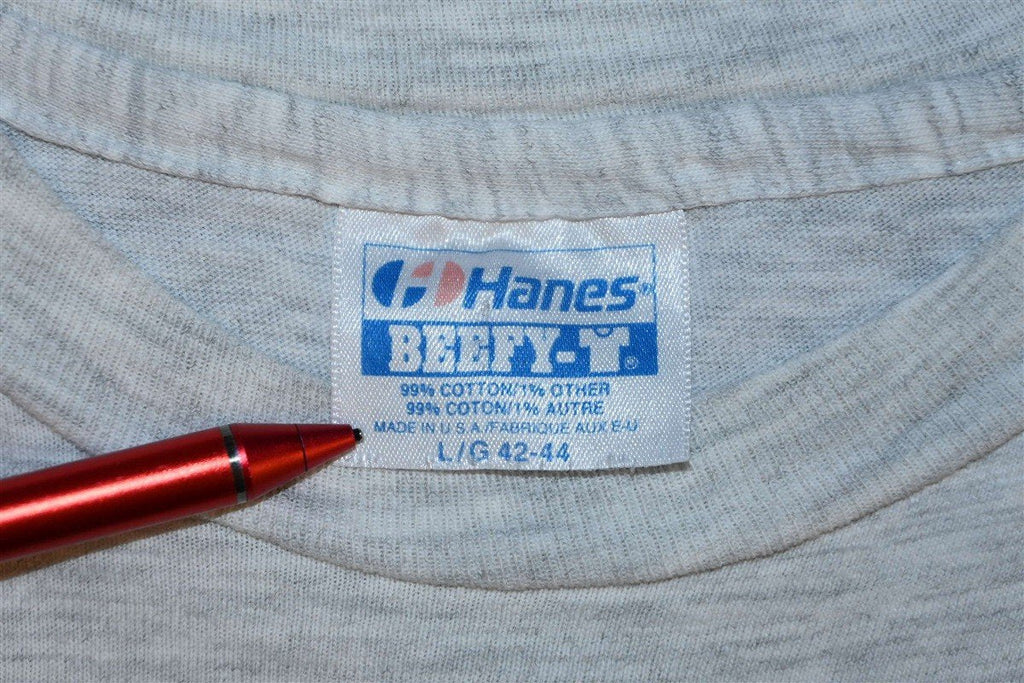 Hanes®
BEEFY-T®
99% COTTON/1% OTHER
99% COTON/1% AUTRE
MADE IN U.S.A./FABRIQUE AUX E-U
L/G 42-44